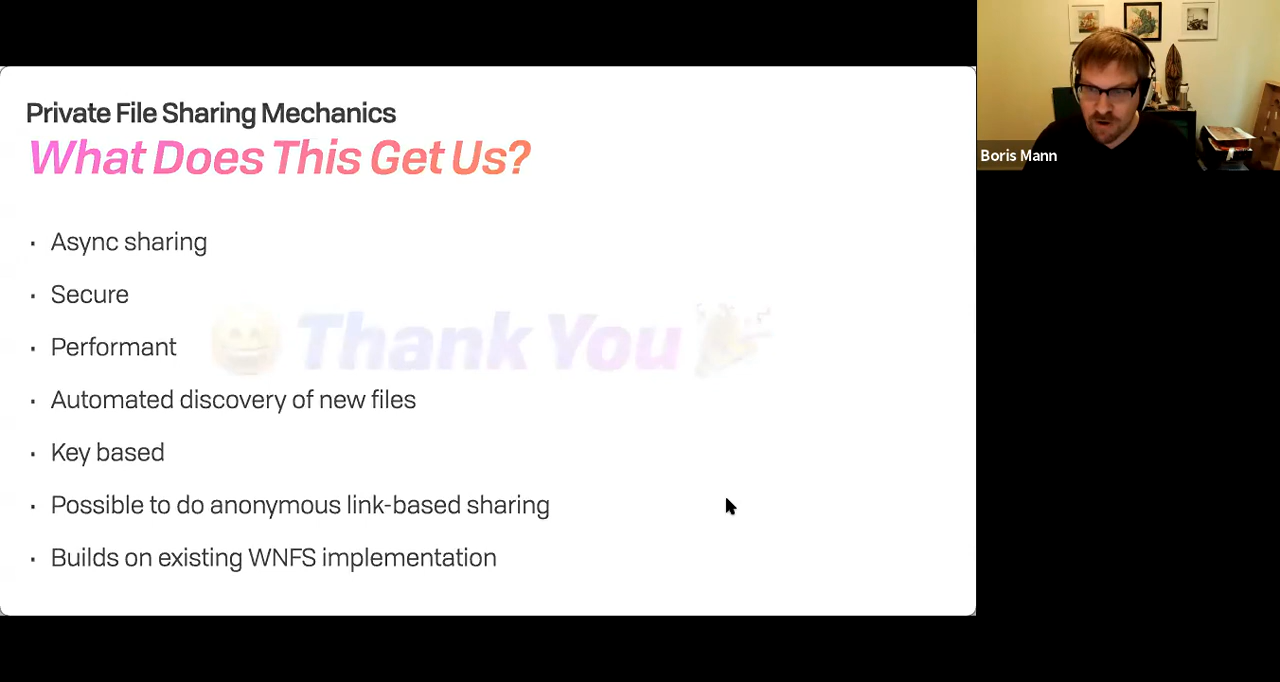 Private File Sharing Mechanics
What Does This Get Us?
· Async sharing
· Secure
· Performant
· Automated discovery of new files
· Key based
· Possible to do anonymous link-based sharing
· Builds on existing WNFS implementation
Thank You
Boris Mann